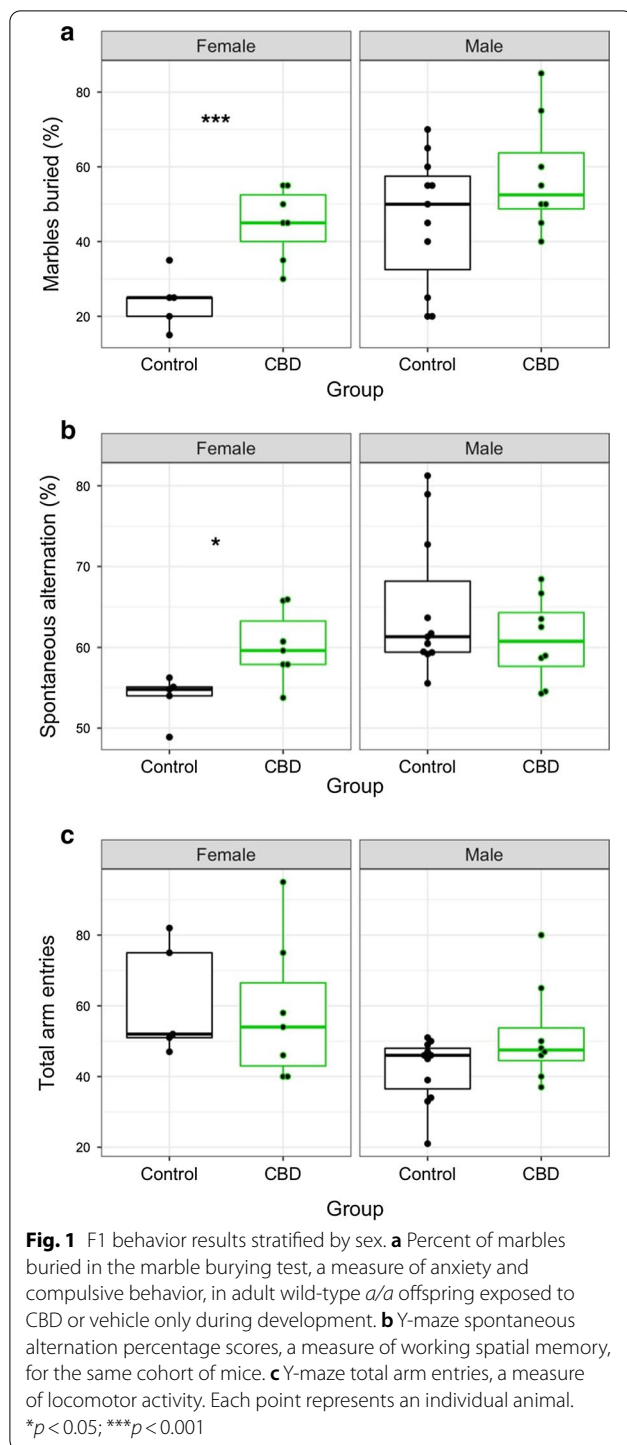 a
Female
Male
Marbles buried (%)
80
60
40
20
***
Control
CBD
Control
CBD
Group
b
Female
Male
Spontaneous alternation (%)
80
70
60
50
*
Control
CBD
Control
CBD
Group
c
Female
Male
Total arm entries
80
60
40
20
Control
CBD
Control
CBD
Group
Fig. 1 F1 behavior results stratified by sex. a Percent of marbles
buried in the marble burying test, a measure of anxiety and
compulsive behavior, in adult wild-type a/a offspring exposed to
CBD or vehicle only during development. b Y-maze spontaneous
alternation percentage scores, a measure of working spatial memory,
for the same cohort of mice. c Y-maze total arm entries, a measure
of locomotor activity. Each point represents an individual animal.
*p < 0.05; ***p < 0.001